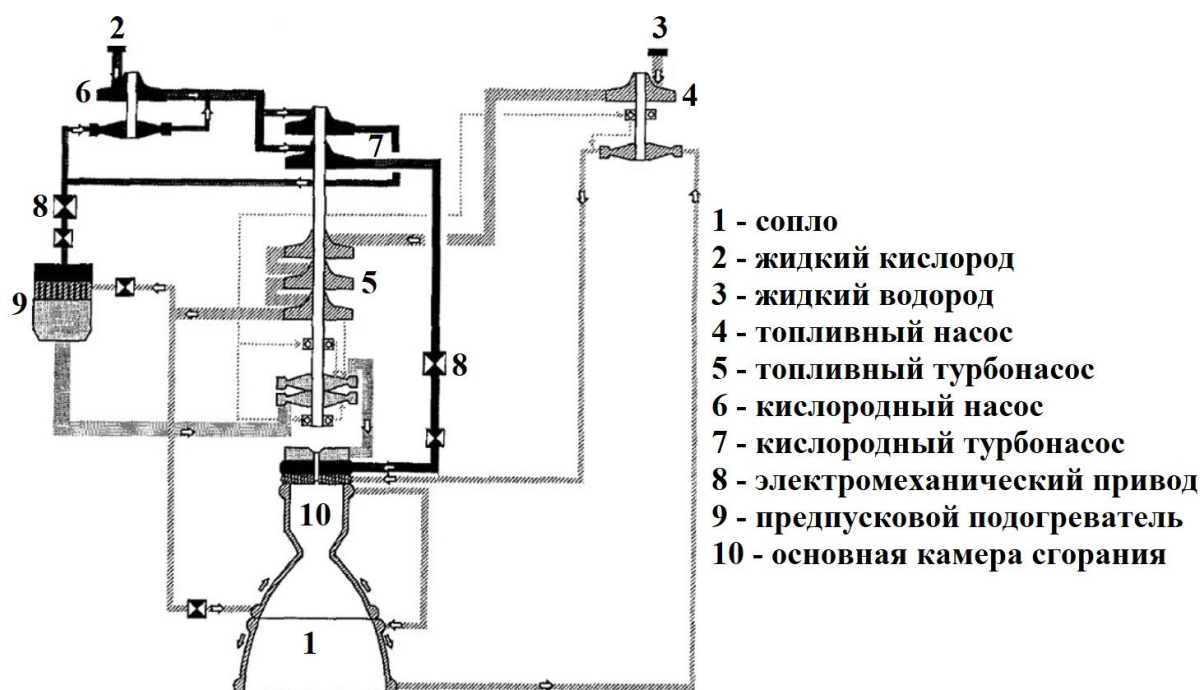 2
3
6
4
7
8
5
9
8
10
1
1 - сопло
2 - жидкий кислород
3 - жидкий водород
4 - топливный насос
5 - топливный турбонасос
6 - кислородный насос
7 - кислородный турбонасос
8 - электромеханический привод
9 - предпусковой подогреватель
10 - основная камера сгорания